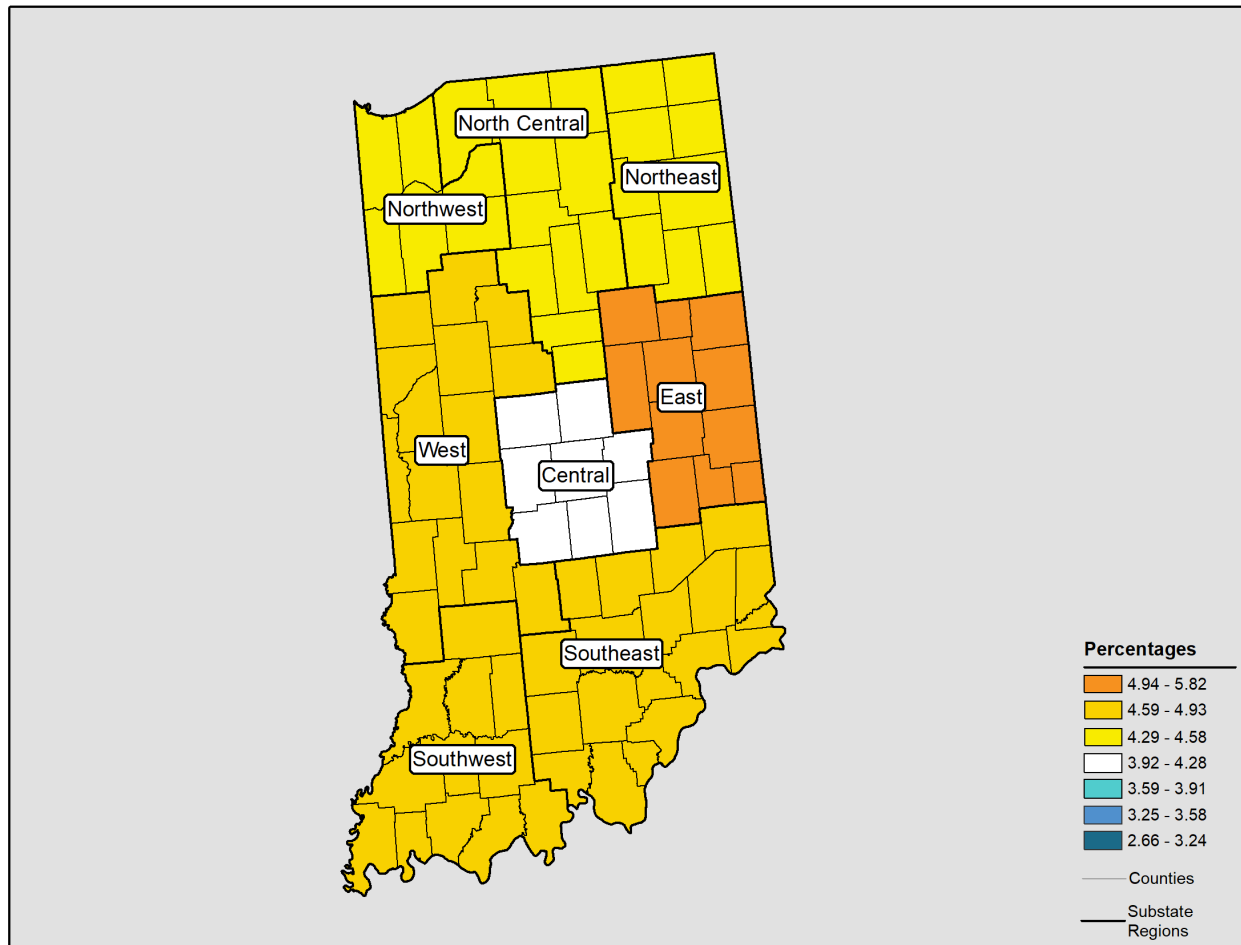 North Central
Northeast
Northwest
East
West
Central
Southeast
Southwest
Percentages
4.94 - 5.82
4.59 - 4.93
4.29 - 4.58
3.92 - 4.28
3.59 - 3.91
3.25 - 3.58
2.66 - 3.24
Counties
Substate
Regions